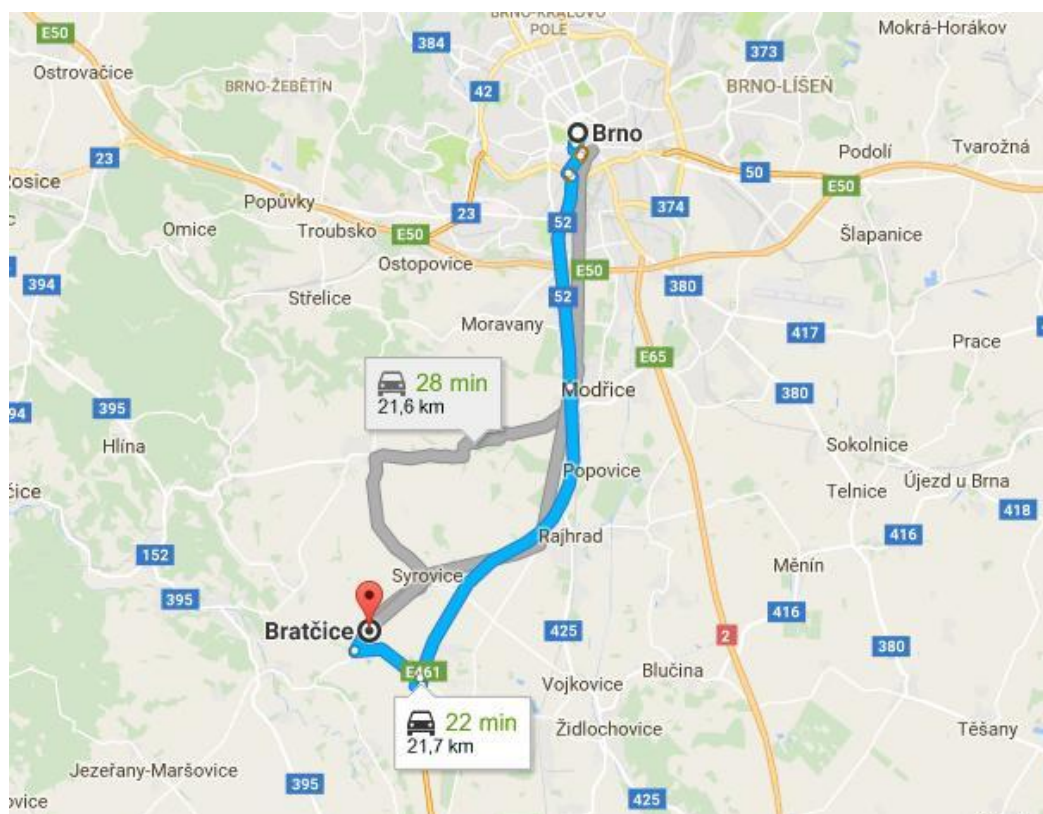 BRNO-KRÁLOVO
POLE
E50
384
373
Mokrá-Horákov
Ostrovačice
BRNO-ŽEBĚTÍN
42
BRNO-LÍŠEŇ
Brno
23
50
Podolí
Tvarožná
E50
Popůvky
23
374
Omice
Troubsko
E50
52
Šlapanice
Ostopovice
E50
394
Střelice
52
380
Moravany
417
E65
Prace
28 min
21,6 km
Modřice
380
395
Hlína
Sokolnice
Popovice
Telnice
Újezd u Brna
418
416
Rajhrad
152
Syrovice
Měnín
395
416
Bratčice
425
2
380
E461
Blučina
Vojkovice
22 min
21,7 km
Židlochovice
Těšany
Jezeřany-Maršovice
395
425